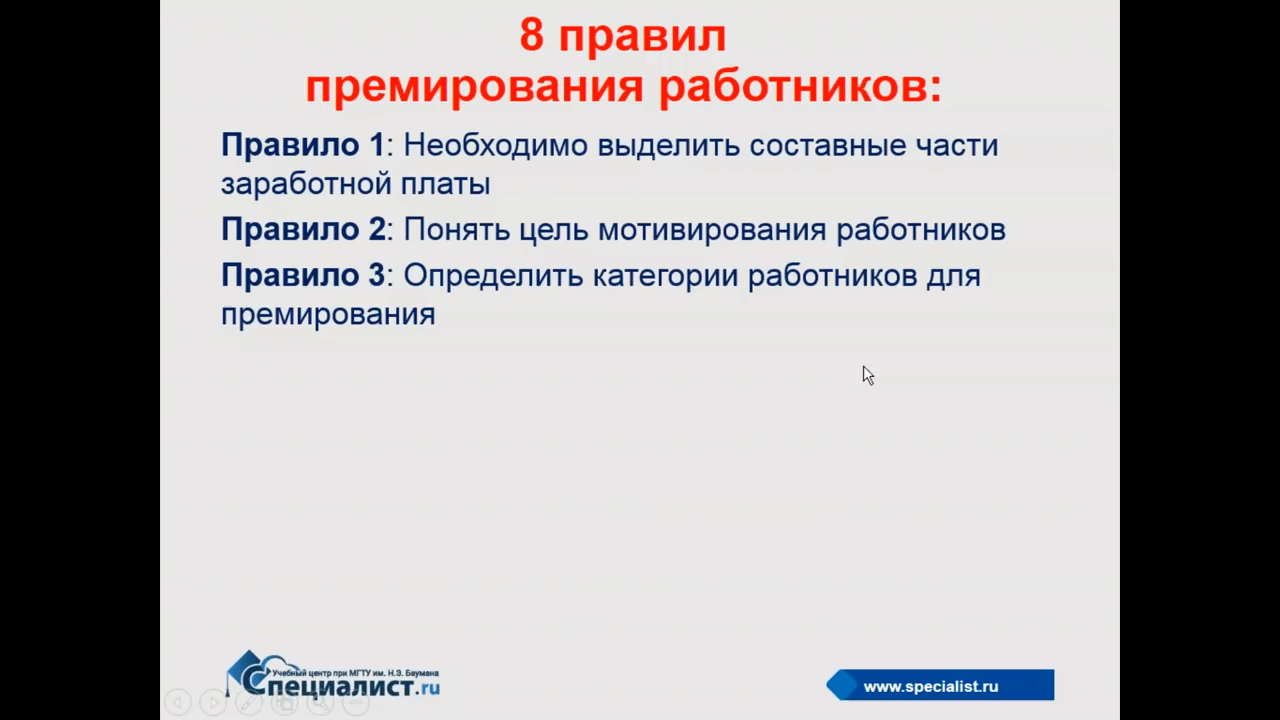 8 правил
премирования работников:
Правило 1: Необходимо выделить составные части
заработной платы
Правило 2: Понять цель мотивирования работников
Правило 3: Определить категории работников для
премирования
Учебный центр при МГТУ им. Н.Э. Баумана
Специалист.ru
www.specialist.ru